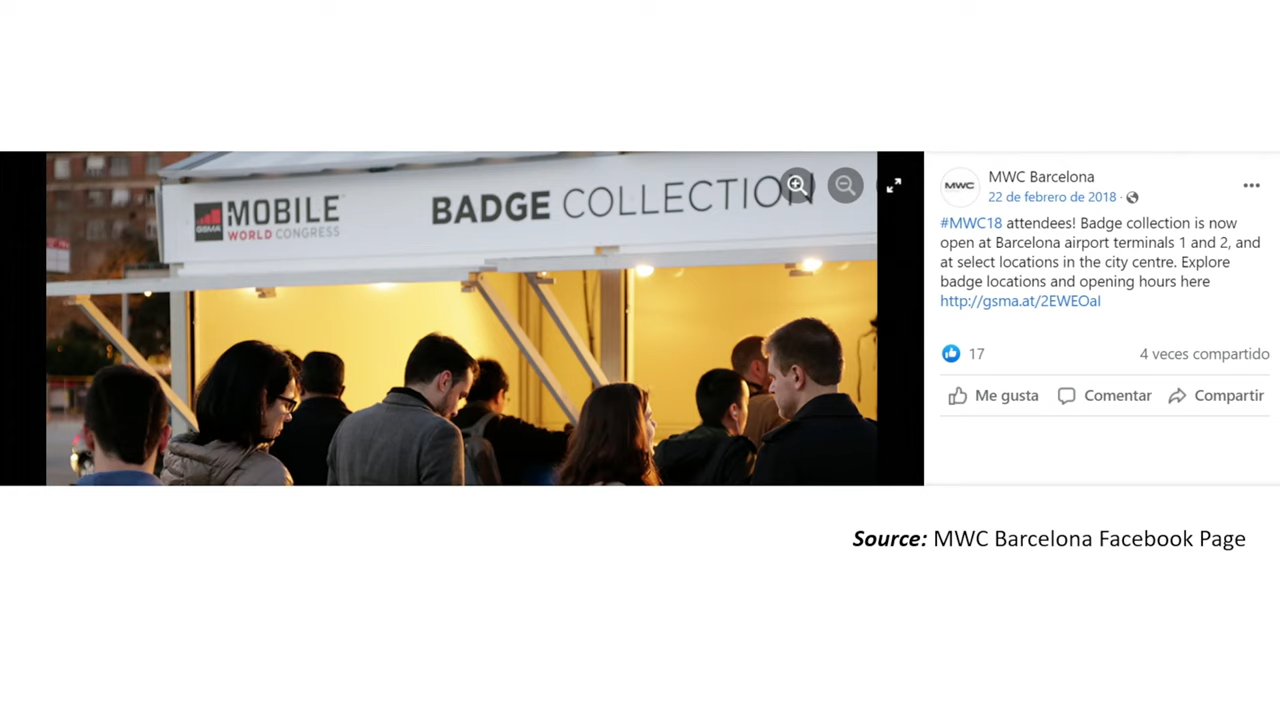 GSMA
MOBILE
WORLD CONGRESS
BADGE COLLECTION
MWC
MWC Barcelona
22 de febrero de 2018 ·
#MWC18 attendees! Badge collection is now
open at Barcelona airport terminals 1 and 2, and
at select locations in the city centre. Explore
badge locations and opening hours here
http://gsma.at/2EWEOal
17
4 veces compartido
Me gusta
Comentar
Compartir
Source: MWC Barcelona Facebook Page